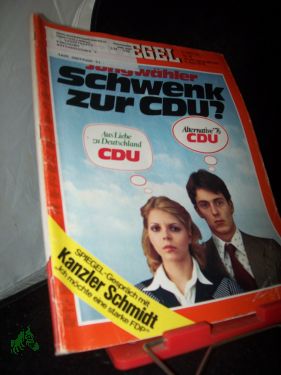 SPIEGEL
Jungwähler
Schwenk
zur CDU?
Aus Liebe
zu Deutschland
CDU
Alternative '76
CDU
SPIEGEL-Gespräch mit
Kanzler Schmidt
„Ich möchte eine starke FDP"